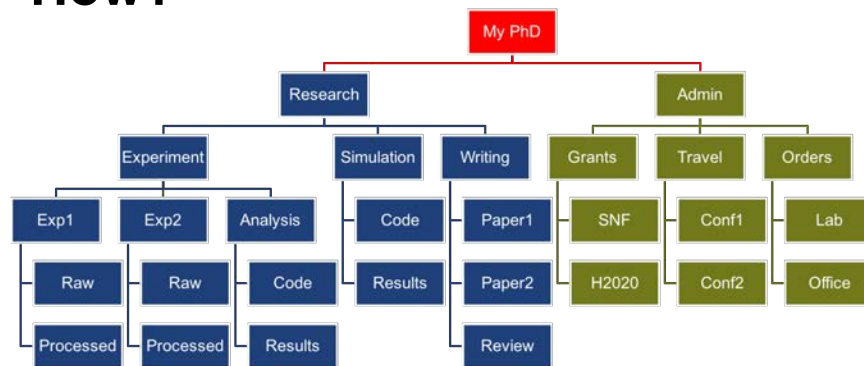 My PhD
Research
Admin
Experiment
Simulation
Writing
Grants
Travel
Orders
Exp1
Exp2
Analysis
Code
Paper1
SNF
Conf1
Lab
Raw
Raw
Code
Results
Paper2
H2020
Conf2
Office
Processed
Processed
Results
Review